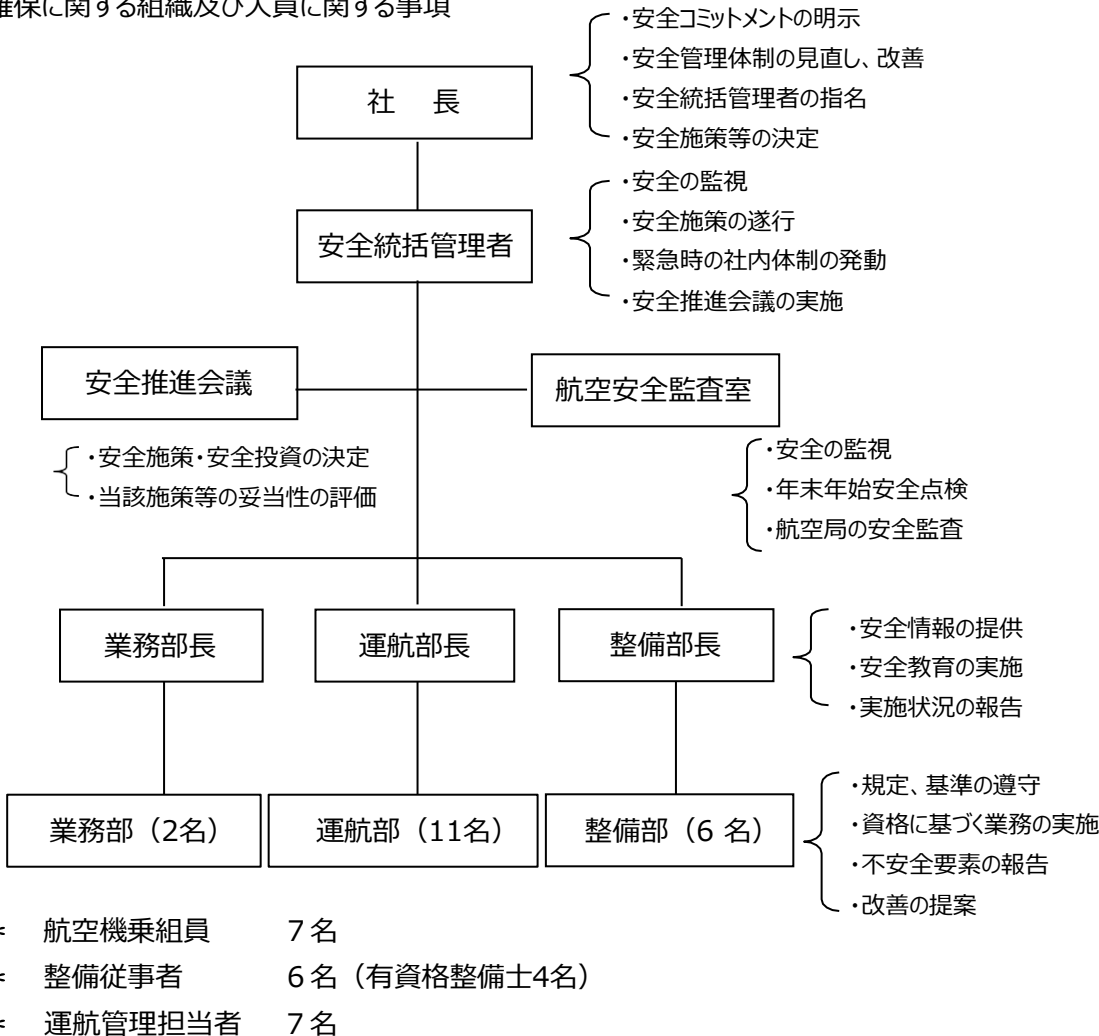 確保に関する組織及び人員に関する事項
・安全コミットメントの明示
・安全管理体制の見直し、改善
・安全統括管理者の指名
・安全施策等の決定
社 長
・安全の監視
・安全施策の遂行
・緊急時の社内体制の発動
・安全推進会議の実施
安全統括管理者
安全推進会議
航空安全監査室
・安全施策・安全投資の決定
・当該施策等の妥当性の評価
・安全の監視
・年末年始安全点検
・航空局の安全監査
業務部長
運航部長
整備部長
・安全情報の提供
・安全教育の実施
・実施状況の報告
業務部（2名）
運航部（11名）
整備部（6 名）
・規定、基準の遵守
・資格に基づく業務の実施
・不安全要素の報告
・改善の提案
* 航空機乗組員 ７名
* 整備従事者 ６名（有資格整備士4名）
* 運航管理担当者 ７名